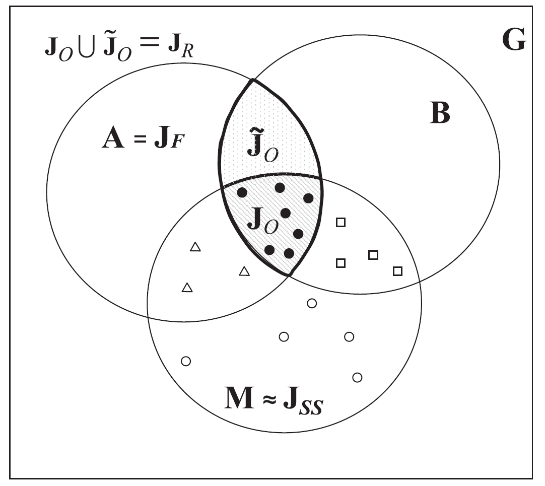 J_O ∪ J̃_O = J_R
G
A = J_F
B
J̃_O
J_O
M ≈ J_SS